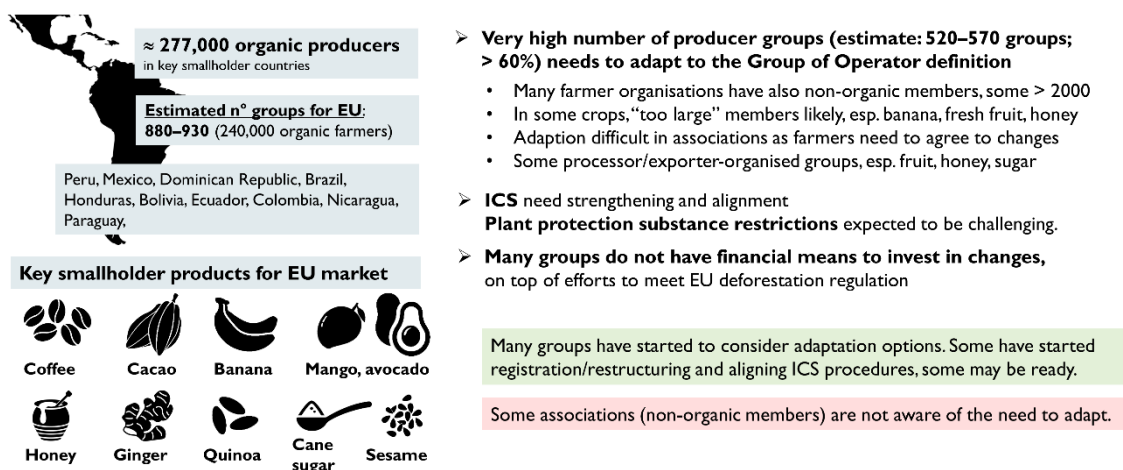 ≈ 277,000 organic producers
in key smallholder countries
Estimated n° groups for EU:
880–930 (240,000 organic farmers)
Peru, Mexico, Dominican Republic, Brazil,
Honduras, Bolivia, Ecuador, Colombia, Nicaragua,
Paraguay,
Key smallholder products for EU market
Coffee
Cacao
Banana
Mango, avocado
Honey
Ginger
Quinoa
Cane
sugar
Sesame
➢ Very high number of producer groups (estimate: 520–570 groups;
> 60%) needs to adapt to the Group of Operator definition
• Many farmer organisations have also non-organic members, some > 2000
• In some crops, “too large” members likely, esp. banana, fresh fruit, honey
• Adaption difficult in associations as farmers need to agree to changes
• Some processor/exporter-organised groups, esp. fruit, honey, sugar
➢ ICS need strengthening and alignment
Plant protection substance restrictions expected to be challenging.
➢ Many groups do not have financial means to invest in changes,
on top of efforts to meet EU deforestation regulation
Many groups have started to consider adaptation options. Some have started
registration/restructuring and aligning ICS procedures, some may be ready.
Some associations (non-organic members) are not aware of the need to adapt.